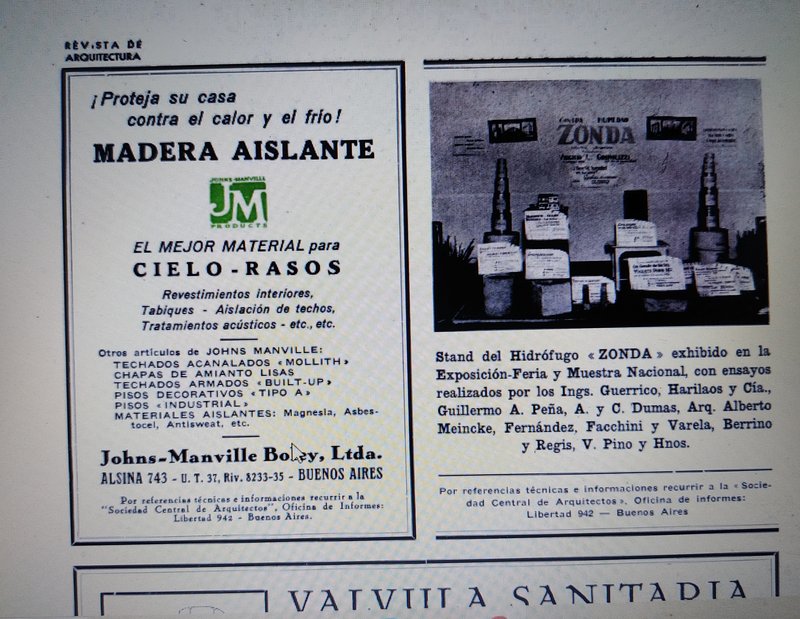 REVISTA DE
ARQUITECTURA
¡Proteja su casa
contra el calor y el frío!
MADERA AISLANTE
JOHNS-MANVILLE
JM
PRODUCTS
EL MEJOR MATERIAL para
CIELO-RASOS
Revestimientos interiores,
Tabiques - Aislación de techos,
Tratamientos acústicos - etc., etc.
Otros artículos de JOHNS MANVILLE:
TECHADOS ACANALADOS «MOLLITH»
CHAPAS DE AMIANTO LISAS
TECHADOS ARMADOS «BUILT-UP»
PISOS DECORATIVOS «TIPO A»
PISOS «INDUSTRIAL»
MATERIALES AISLANTES: Magnesia, Asbes-
tocel, Antisweat, etc.
Johns-Manville Boley, Ltda.
ALSINA 743 - U. T. 37, Riv. 8233-35 - BUENOS AIRES
Por referencias técnicas e informaciones recurrir a la
"Sociedad Central de Arquitectos", Oficina de Informes:
Libertad 942 - Buenos Aires.
CONTRA HUMEDAD
ZONDA
Stand del Hidrófugo «ZONDA» exhibido en la
Exposición-Feria y Muestra Nacional, con ensayos
realizados por los Ings. Guerrico, Harilaos y Cía.,
Guillermo A. Peña, A. y C. Dumas, Arq. Alberto
Meincke, Fernández, Facchini y Varela, Berrino
y Regis, V. Pino y Hnos.
Por referencias técnicas e informaciones recurrir a la «Socie-
dad Central de Arquitectos», Oficina de informes:
Libertad 942 — Buenos Aires
VALVULA SANITARIA